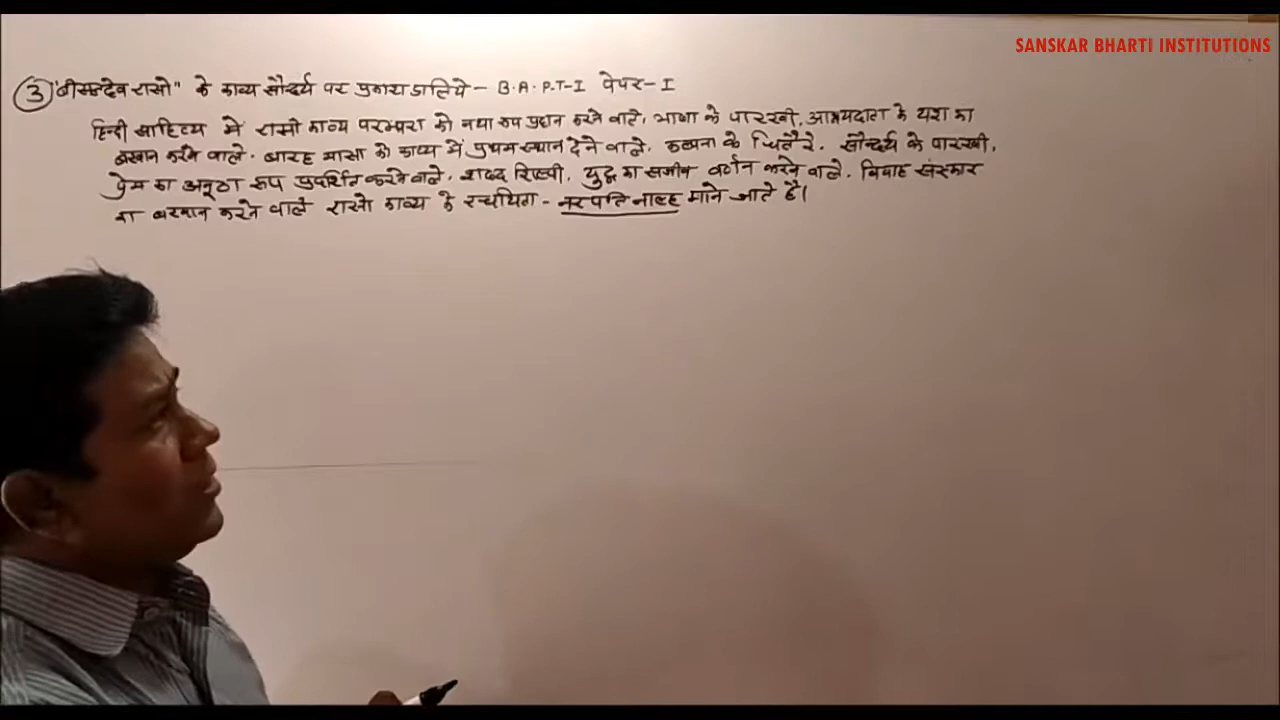 SANSKAR BHARTI INSTITUTIONS
③ "बीसलदेव रासो" के काव्य सौन्दर्य पर प्रकाश डालिये - B.A. P.T-I पेपर-I
हिन्दी साहित्य में रासो काव्य परम्परा को नया रूप प्रदान करने वाले, भाषा के पारखी, आश्रयदाता के यश का
बखान करने वाले, बारह मासा को काव्य में प्रथम स्थान देने वाले, कल्पना के चितैरे, सौन्दर्य के पारखी,
प्रेम का अनूठा रूप प्रदर्शित करने वाले, शब्द शिल्पी, युद्ध का सजीव वर्णन करने वाले, विवाह संस्कार
का बखान करने वाले रासो काव्य के रचयिता - नरपति नाल्ह माने जाते है।